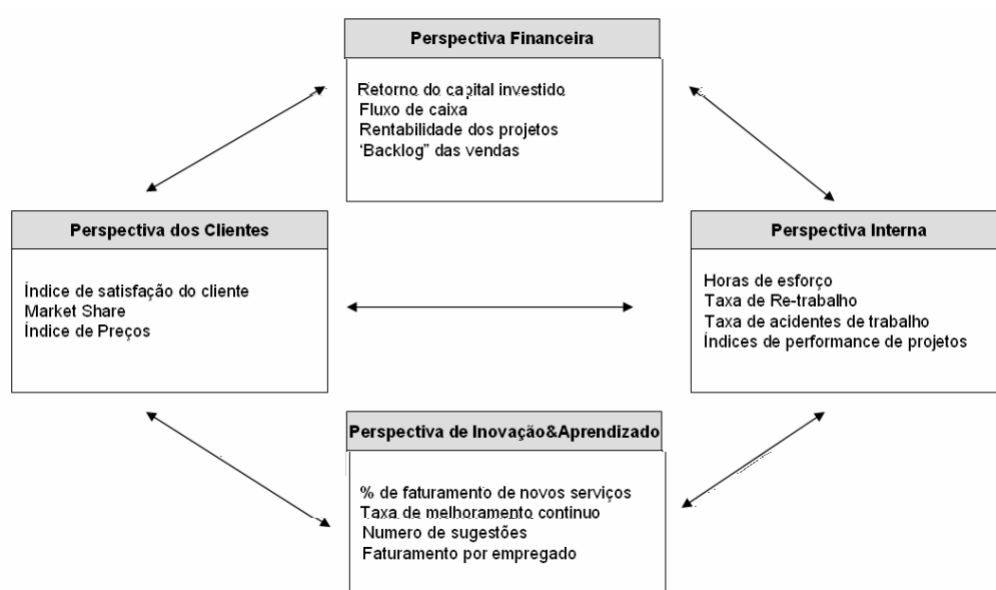 Perspectiva Financeira
Retorno do capital investido
Fluxo de caixa
Rentabilidade dos projetos
‘Backlog” das vendas
Perspectiva dos Clientes
Índice de satisfação do cliente
Market Share
Índice de Preços
Perspectiva Interna
Horas de esforço
Taxa de Re-trabalho
Taxa de acidentes de trabalho
Índices de performance de projetos
Perspectiva de Inovação&Aprendizado
% de faturamento de novos serviços
Taxa de melhoramento continuo
Numero de sugestões
Faturamento por empregado